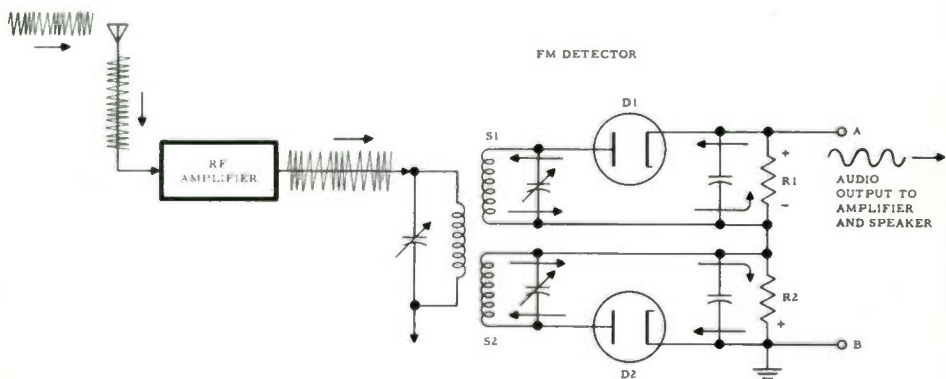 FM DETECTOR
D1
S1
A
RF
AMPLIFIER
+
R1
-
AUDIO
OUTPUT TO
AMPLIFIER
AND SPEAKER
R2
+
S2
D2
B